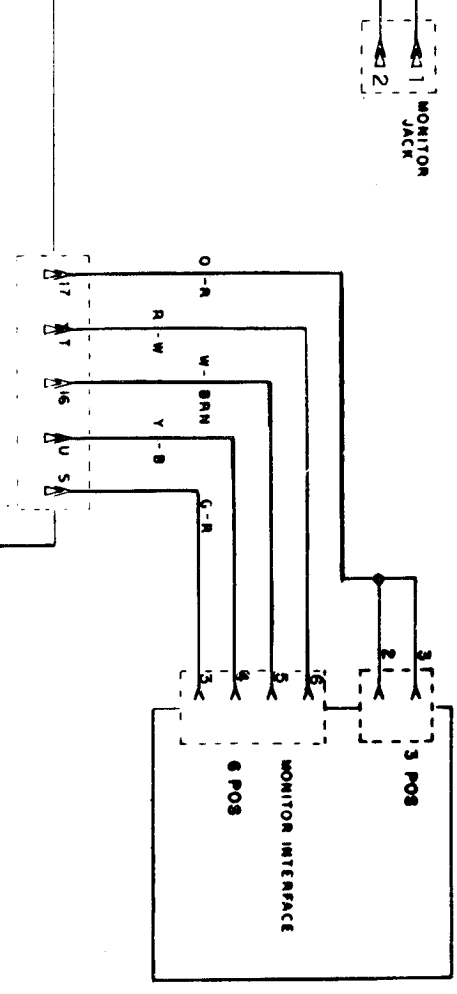 1
2
MONITOR
JACK
17
T
16
U
S
O-R
R-W
W-BRN
Y-B
G-R
3
2
3 POS
6
5
4
3
6 POS
MONITOR INTERFACE